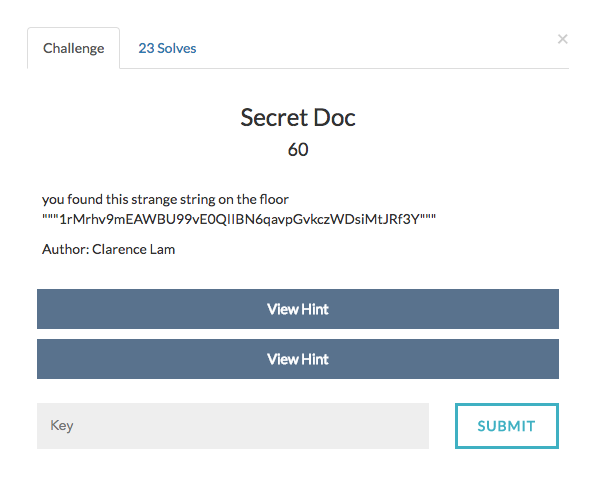 Challenge
23 Solves
×
Secret Doc
60
you found this strange string on the floor
"""1rMrhv9mEAWBU99vE0QlIBN6qavpGvkczWDsiMtJRf3Y"""
Author: Clarence Lam
View Hint
View Hint
Key
SUBMIT